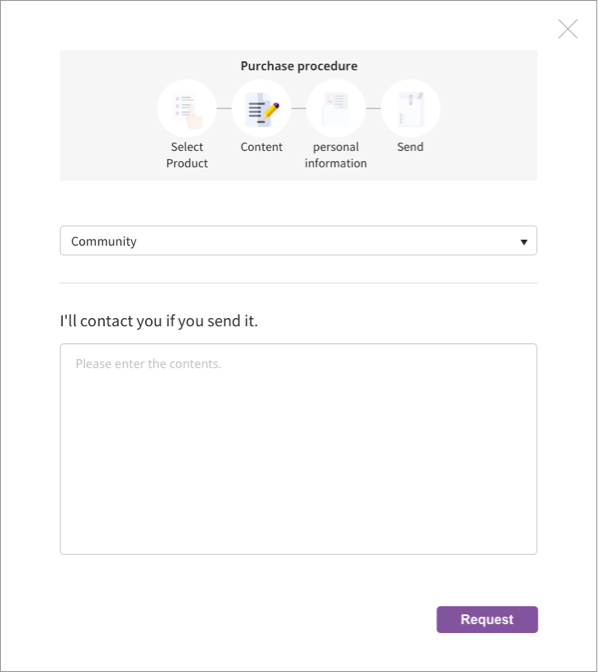 Purchase procedure
Select
Product
Content
personal
information
Send
Community
I'll contact you if you send it.
Please enter the contents.
Request